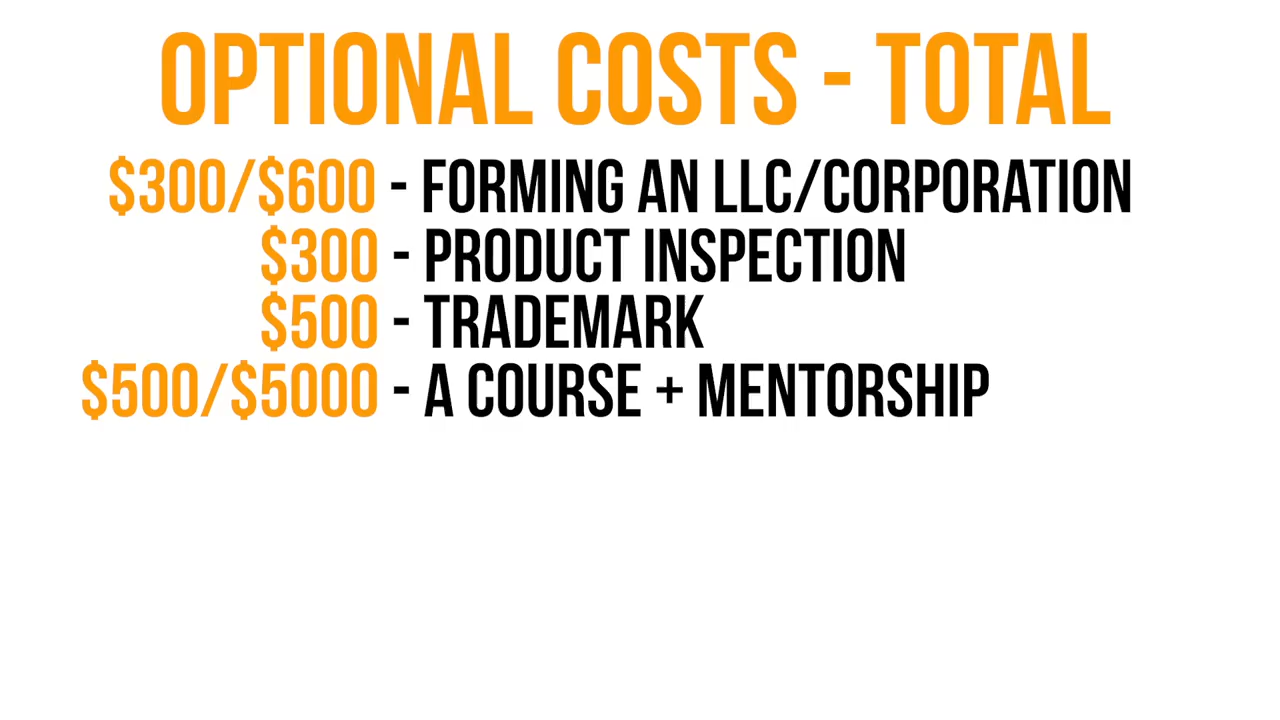 OPTIONAL COSTS - TOTAL
$300/$600 - FORMING AN LLC/CORPORATION
$300 - PRODUCT INSPECTION
$500 - TRADEMARK
$500/$5000 - A COURSE + MENTORSHIP